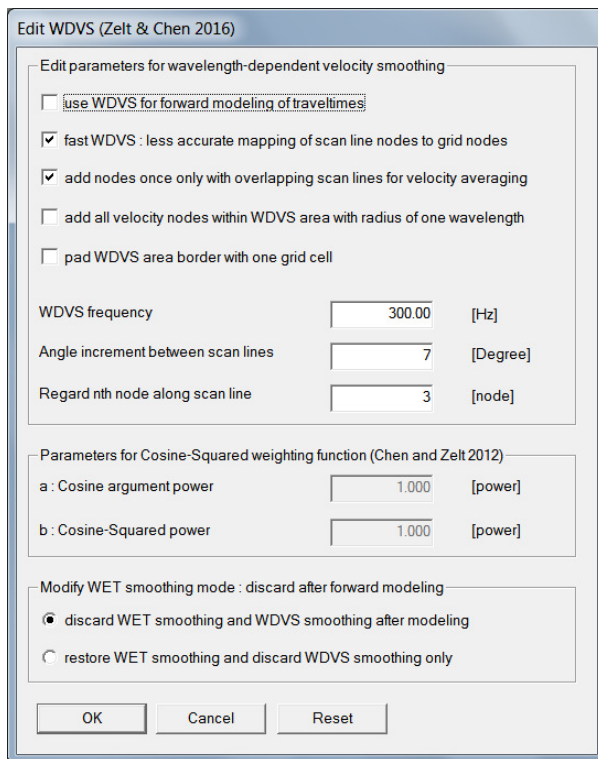 Edit WDVS (Zelt & Chen 2016)
Edit parameters for wavelength-dependent velocity smoothing
use WDVS for forward modeling of traveltimes
fast WDVS : less accurate mapping of scan line nodes to grid nodes
add nodes once only with overlapping scan lines for velocity averaging
add all velocity nodes within WDVS area with radius of one wavelength
pad WDVS area border with one grid cell
WDVS frequency 300.00 [Hz]
Angle increment between scan lines 7 [Degree]
Regard nth node along scan line 3 [node]
Parameters for Cosine-Squared weighting function (Chen and Zelt 2012)
a : Cosine argument power 1.000 [power]
b : Cosine-Squared power 1.000 [power]
Modify WET smoothing mode : discard after forward modeling
discard WET smoothing and WDVS smoothing after modeling
restore WET smoothing and discard WDVS smoothing only
OK Cancel Reset